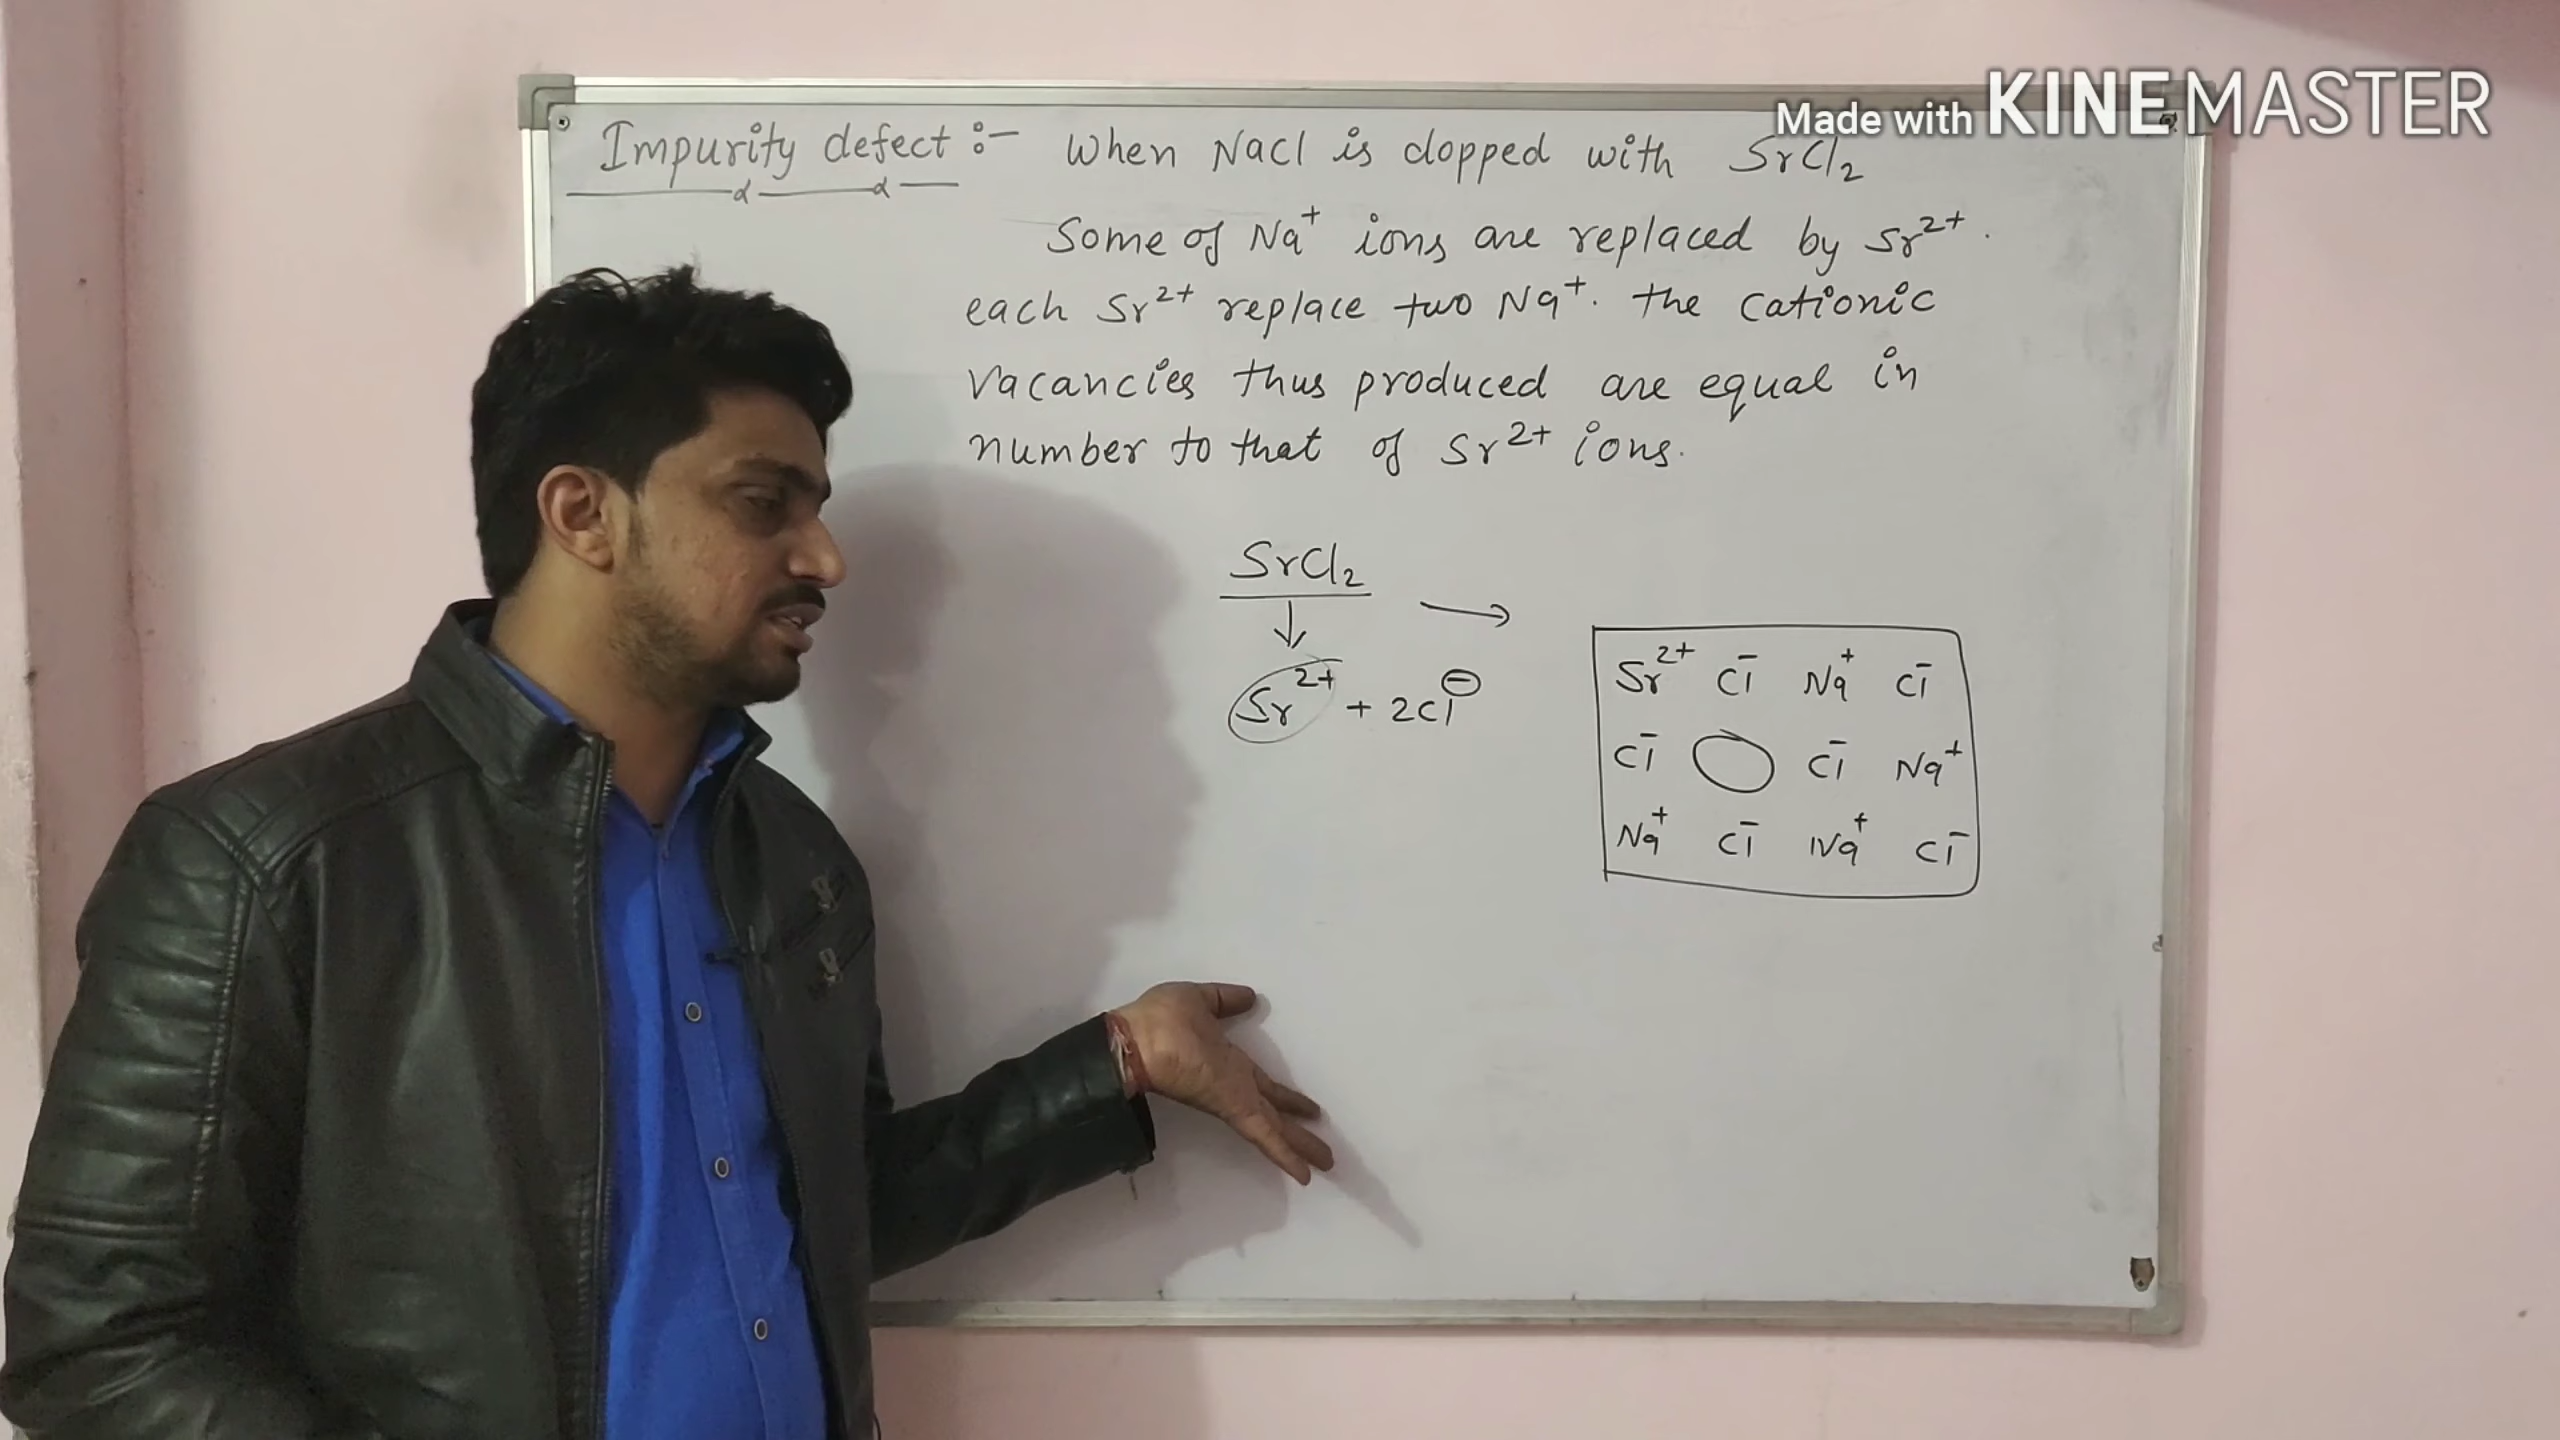 Made with KINEMASTER
Impurity defect :- When NaCl is dopped with SrCl₂
Some of Na⁺ ions are replaced by Sr²⁺.
each Sr²⁺ replace two Na⁺. the cationic
vacancies thus produced are equal in
number to that of Sr²⁺ ions.
SrCl₂ →
↓
Sr²⁺ + 2Cl⊖
Sr²⁺ Cl⁻ Na⁺ Cl⁻
Cl⁻ ◯ Cl⁻ Na⁺
Na⁺ Cl⁻ Na⁺ Cl⁻